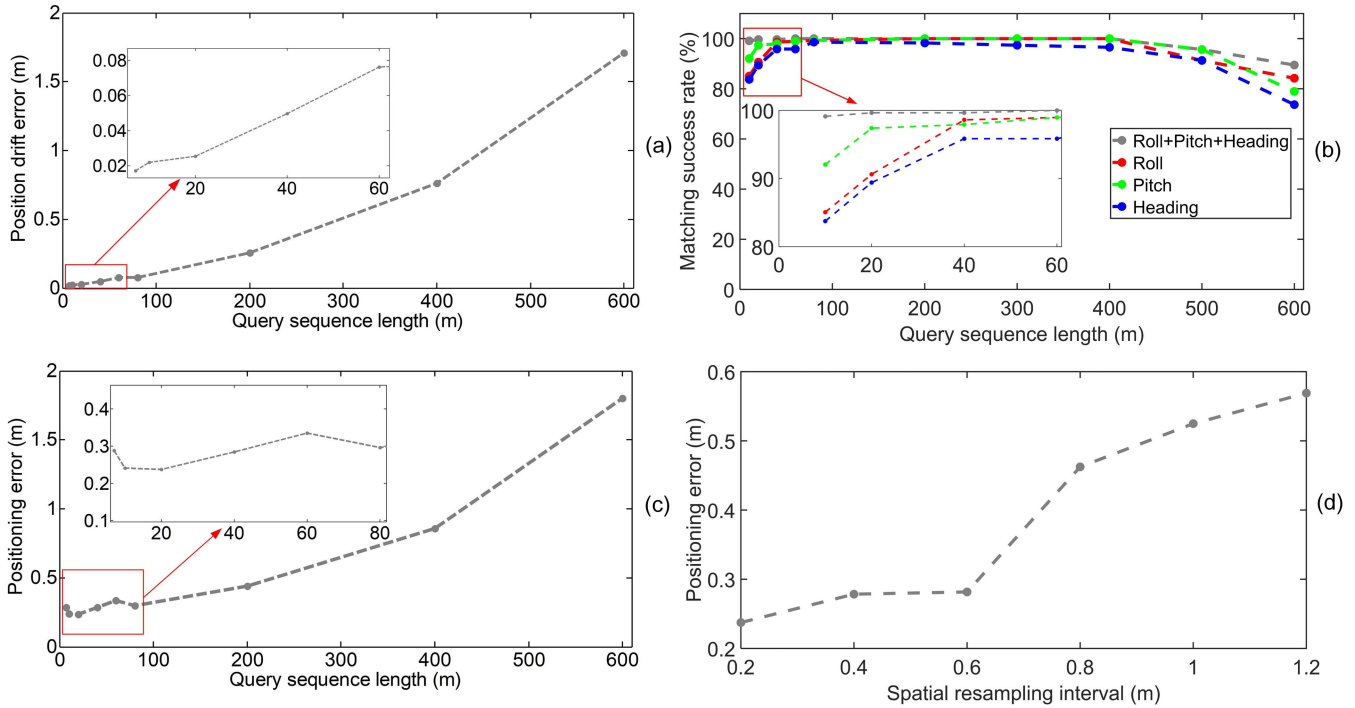 2
1.5
1
0.5
0
0 100 200 300 400 500 600
Position drift error (m)
Query sequence length (m)
0.08
0.06
0.04
0.02
20 40 60
(a)
100
80
60
40
20
0
0 100 200 300 400 500 600
Matching success rate (%)
Query sequence length (m)
100
90
80
0 20 40 60
Roll+Pitch+Heading
Roll
Pitch
Heading
(b)
2
1.5
1
0.5
0
0 100 200 300 400 500 600
Positioning error (m)
Query sequence length (m)
0.4
0.3
0.2
0.1
20 40 60 80
(c)
0.6
0.5
0.4
0.3
0.2
0.2 0.4 0.6 0.8 1 1.2
Positioning error (m)
Spatial resampling interval (m)
(d)